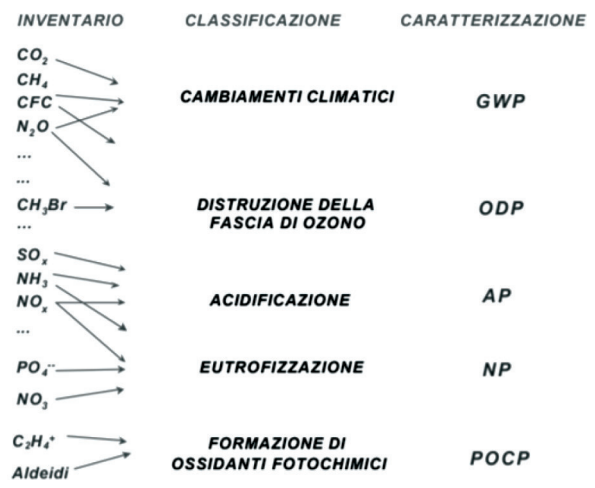 INVENTARIO CLASSIFICAZIONE CARATTERIZZAZIONE
CO₂
CH₄
CFC
CAMBIAMENTI CLIMATICI GWP
N₂O
...
...
CH₃Br
DISTRUZIONE DELLA
FASCIA DI OZONO
ODP
...
SOₓ
NH₃
NOₓ
ACIDIFICAZIONE AP
...
PO₄⁻⁻
EUTROFIZZAZIONE NP
NO₃
C₂H₄⁺
FORMAZIONE DI
OSSIDANTI FOTOCHIMICI
POCP
Aldeidi